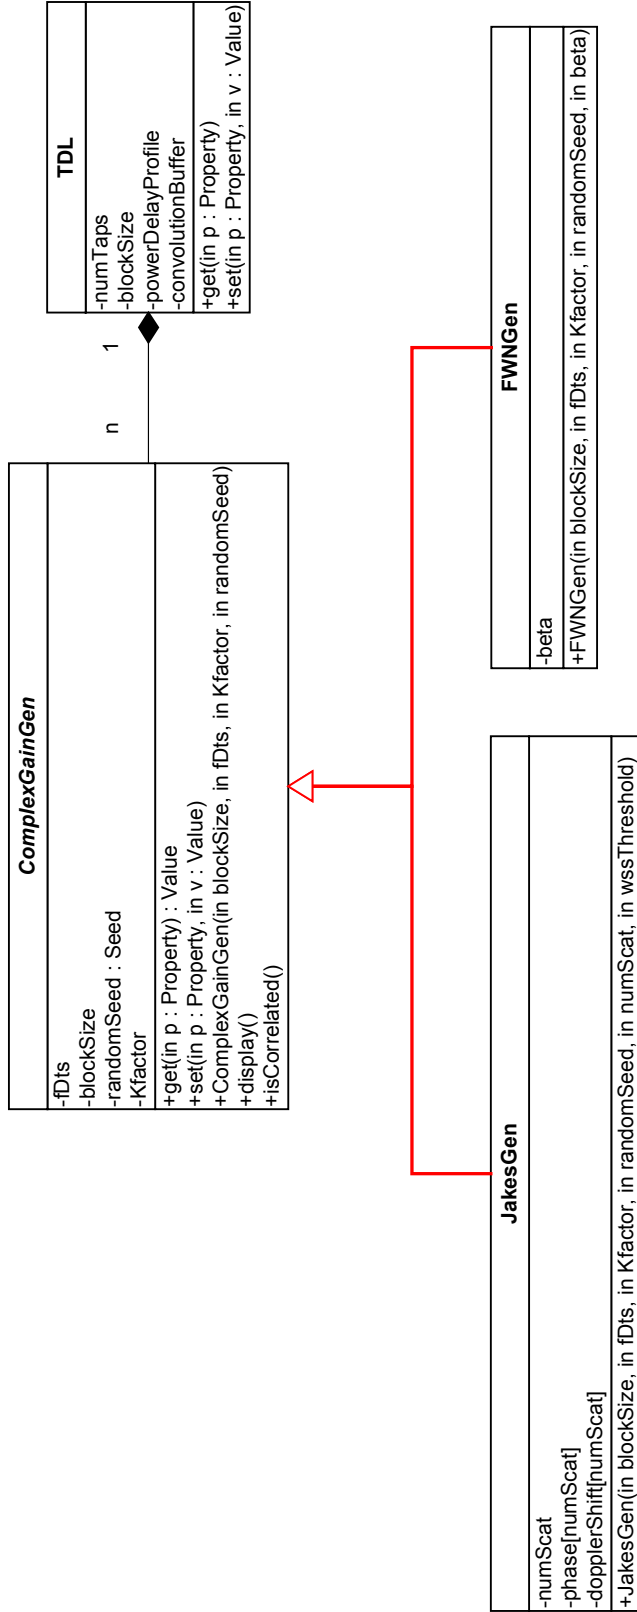 ComplexGainGen
-fDts
-blockSize
-randomSeed : Seed
-Kfactor
+get(in p : Property) : Value
+set(in p : Property, in v : Value)
+ComplexGainGen(in blockSize, in fDts, in Kfactor, in randomSeed)
+display()
+isCorrelated()
n
1
TDL
-numTaps
-blockSize
-powerDelayProfile
-convolutionBuffer
+get(in p : Property)
+set(in p : Property, in v : Value)
JakesGen
-numScat
-phase[numScat]
-dopplerShift[numScat]
+JakesGen(in blockSize, in fDts, in Kfactor, in randomSeed, in numScat, in wssThreshold)
FWNGen
-beta
+FWNGen(in blockSize, in fDts, in Kfactor, in randomSeed, in beta)